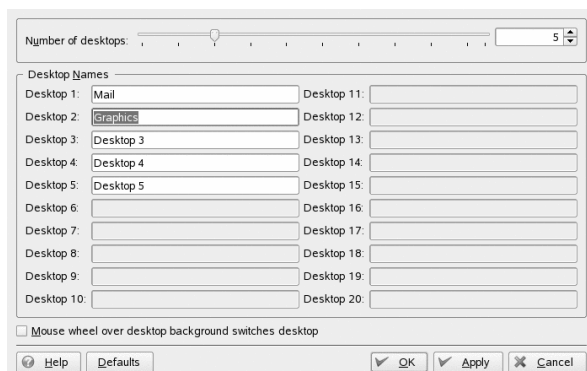 Number of desktops: 5
Desktop Names
Desktop 1: Mail
Desktop 2: Graphics
Desktop 3: Desktop 3
Desktop 4: Desktop 4
Desktop 5: Desktop 5
Desktop 6:
Desktop 7:
Desktop 8:
Desktop 9:
Desktop 10:
Desktop 11:
Desktop 12:
Desktop 13:
Desktop 14:
Desktop 15:
Desktop 16:
Desktop 17:
Desktop 18:
Desktop 19:
Desktop 20:
Mouse wheel over desktop background switches desktop
Help Defaults OK Apply Cancel